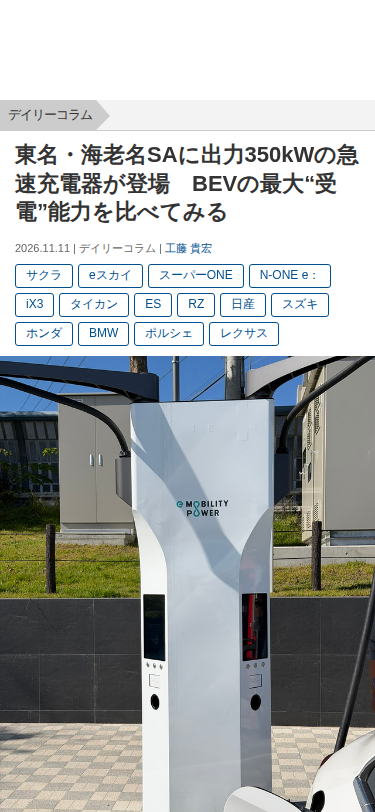 デイリーコラム
東名・海老名SAに出力350kWの急
速充電器が登場　BEVの最大“受
電”能力を比べてみる
2026.11.11 | デイリーコラム | 工藤 貴宏
サクラ eスカイ スーパーONE N-ONE e：
iX3 タイカン ES RZ 日産 スズキ
ホンダ BMW ポルシェ レクサス
e MOBILITY
POWER